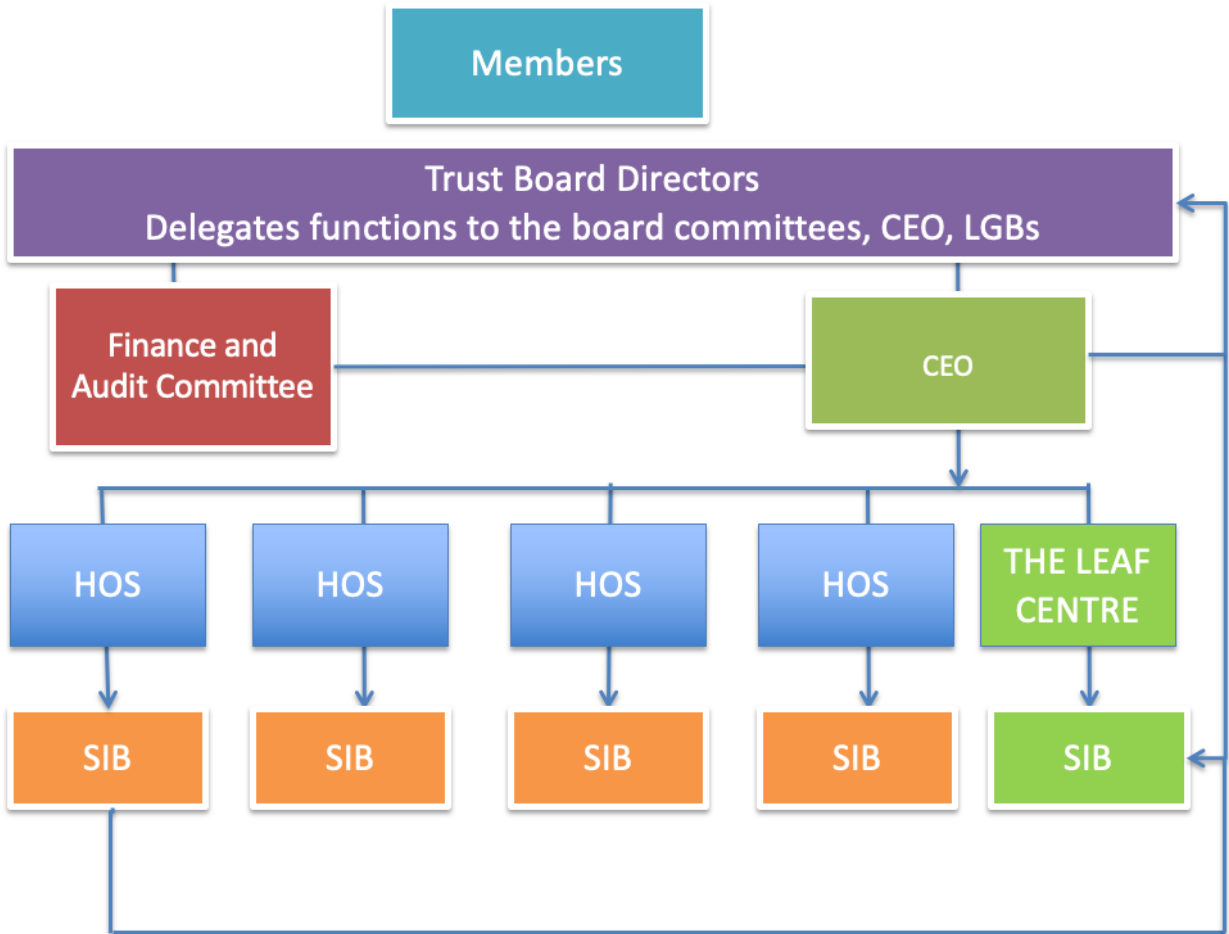 Members
Trust Board Directors
Delegates functions to the board committees, CEO, LGBs
Finance and
Audit Committee
CEO
HOS
HOS
HOS
HOS
THE LEAF
CENTRE
SIB
SIB
SIB
SIB
SIB